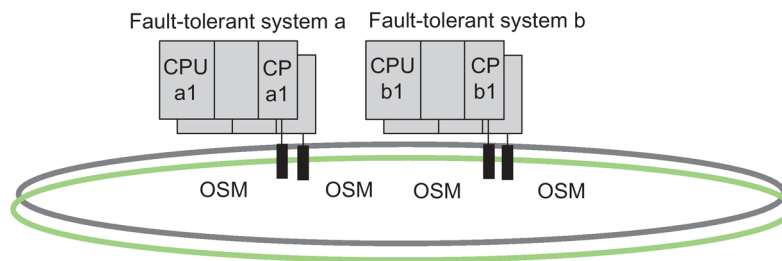 Fault-tolerant system a
Fault-tolerant system b
CPU
a1
CP
a1
CPU
b1
CP
b1
OSM
OSM
OSM
OSM